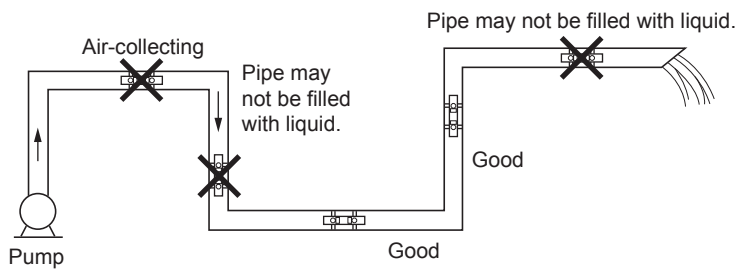 Pipe may not be filled with liquid.
Air-collecting
Pipe may
not be filled
with liquid.
Good
Good
Pump